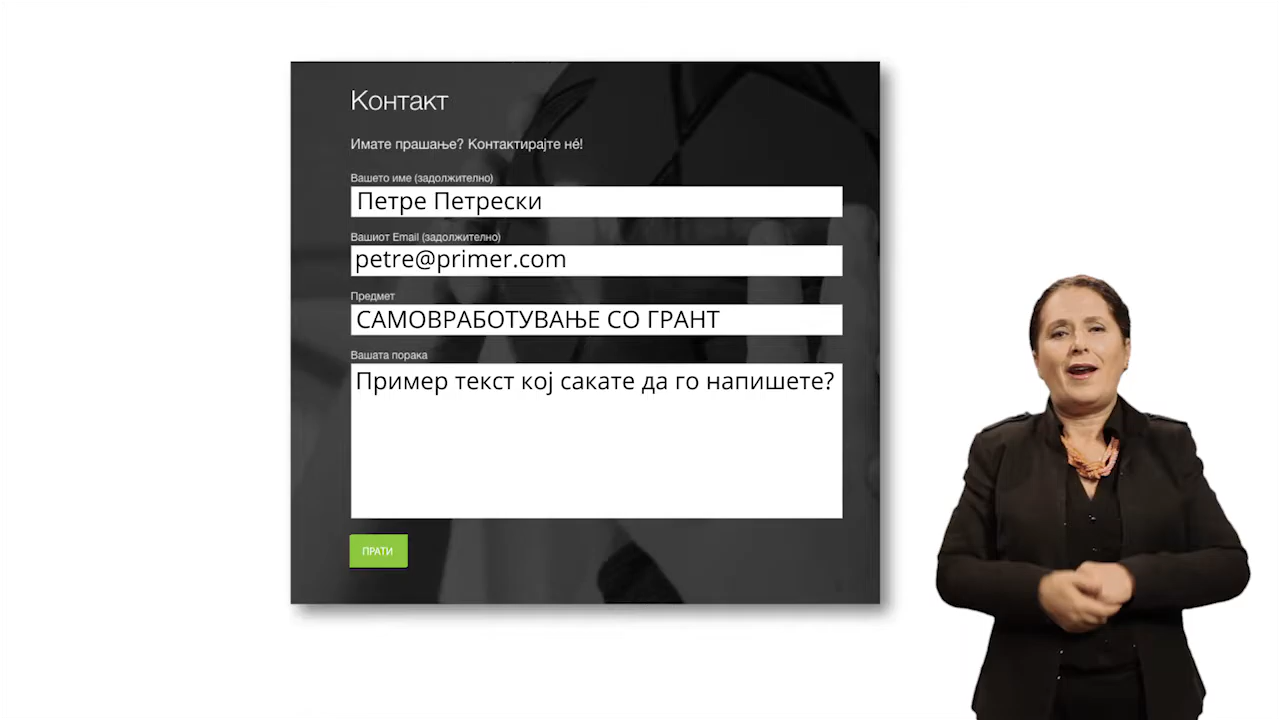 Контакт
Имате прашање? Контактирајте нé!
Вашето име (задолжително)
Петре Петрески
Вашиот Email (задолжително)
petre@primer.com
Предмет
САМОВРАБОТУВАЊЕ СО ГРАНТ
Вашата порака
Пример текст кој сакате да го напишете?
ПРАТИ